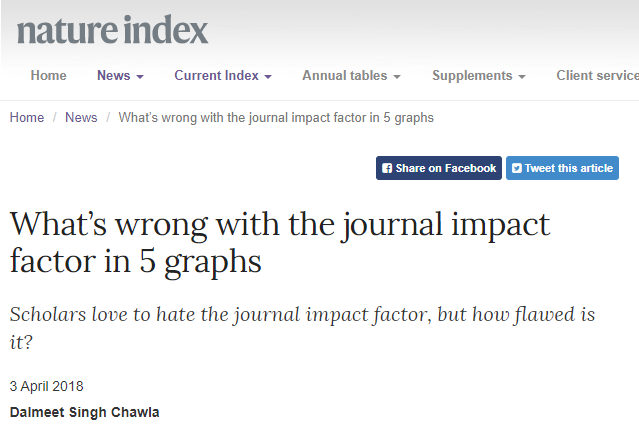 nature index
Home News Current Index Annual tables Supplements Client service
Home / News / What's wrong with the journal impact factor in 5 graphs
Share on Facebook Tweet this article
What's wrong with the journal impact
factor in 5 graphs
Scholars love to hate the journal impact factor, but how flawed is
it?
3 April 2018
Dalmeet Singh Chawla